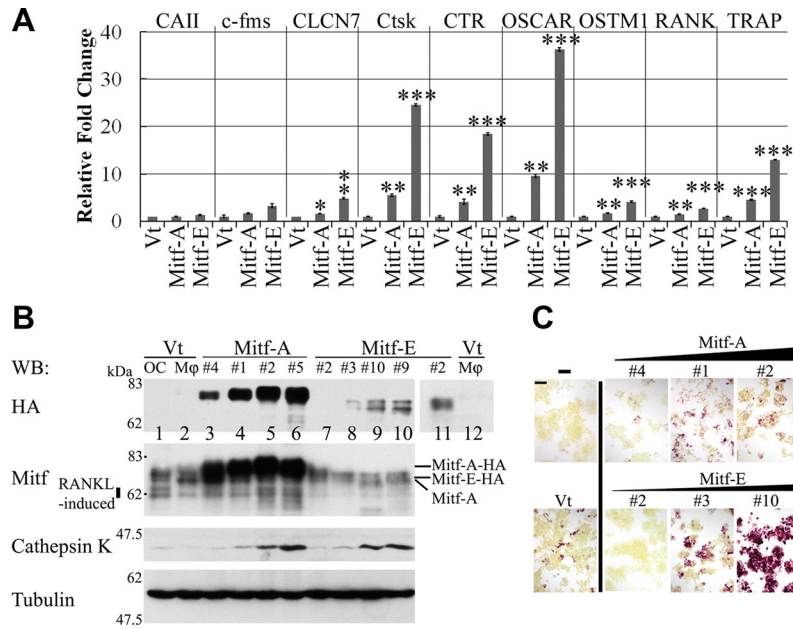 A
CAII c-fms CLCN7 Ctsk CTR OSCAR OSTM1 RANK TRAP
Relative Fold Change
40
30
20
10
0
* ** ** *** ** *** ** *** ** *** ** *** *** ***
Vt Mitf-A Mitf-E Vt Mitf-A Mitf-E Vt Mitf-A Mitf-E Vt Mitf-A Mitf-E Vt Mitf-A Mitf-E Vt Mitf-A Mitf-E Vt Mitf-A Mitf-E Vt Mitf-A Mitf-E Vt Mitf-A Mitf-E
B
Vt Mitf-A Mitf-E Vt
WB: kDa OC Mφ #4 #1 #2 #5 #2 #3 #10 #9 #2 Mφ
HA 83
62
1 2 3 4 5 6 7 8 9 10 11 12
Mitf 83
RANKL
-induced 62
Mitf-A-HA
Mitf-E-HA
Mitf-A
Cathepsin K 47.5
Tubulin 62
47.5
C
Mitf-A
#4 #1 #2
Mitf-E
Vt #2 #3 #10